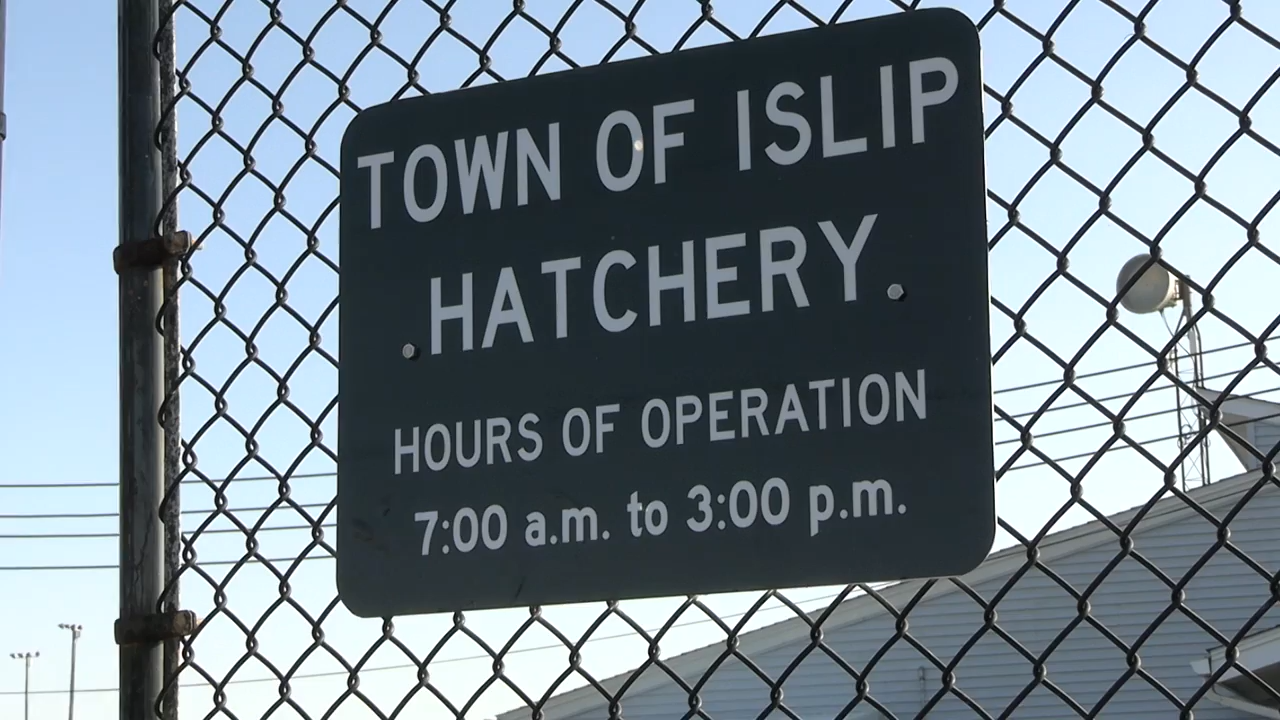 TOWN OF ISLIP
HATCHERY
HOURS OF OPERATION
7:00 a.m. to 3:00 p.m.